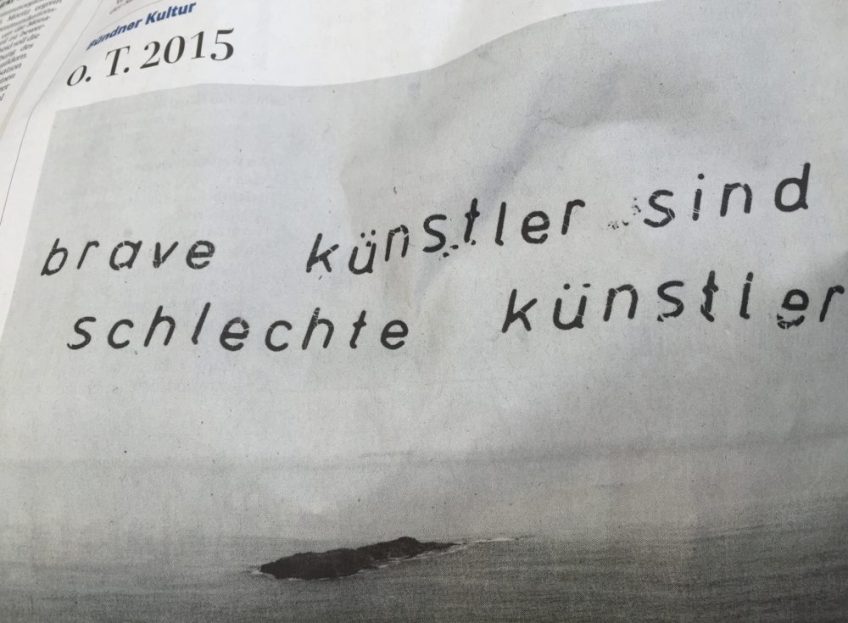 Bündner Kultur
o. T. 2015
brave künstler sind
schlechte künstler